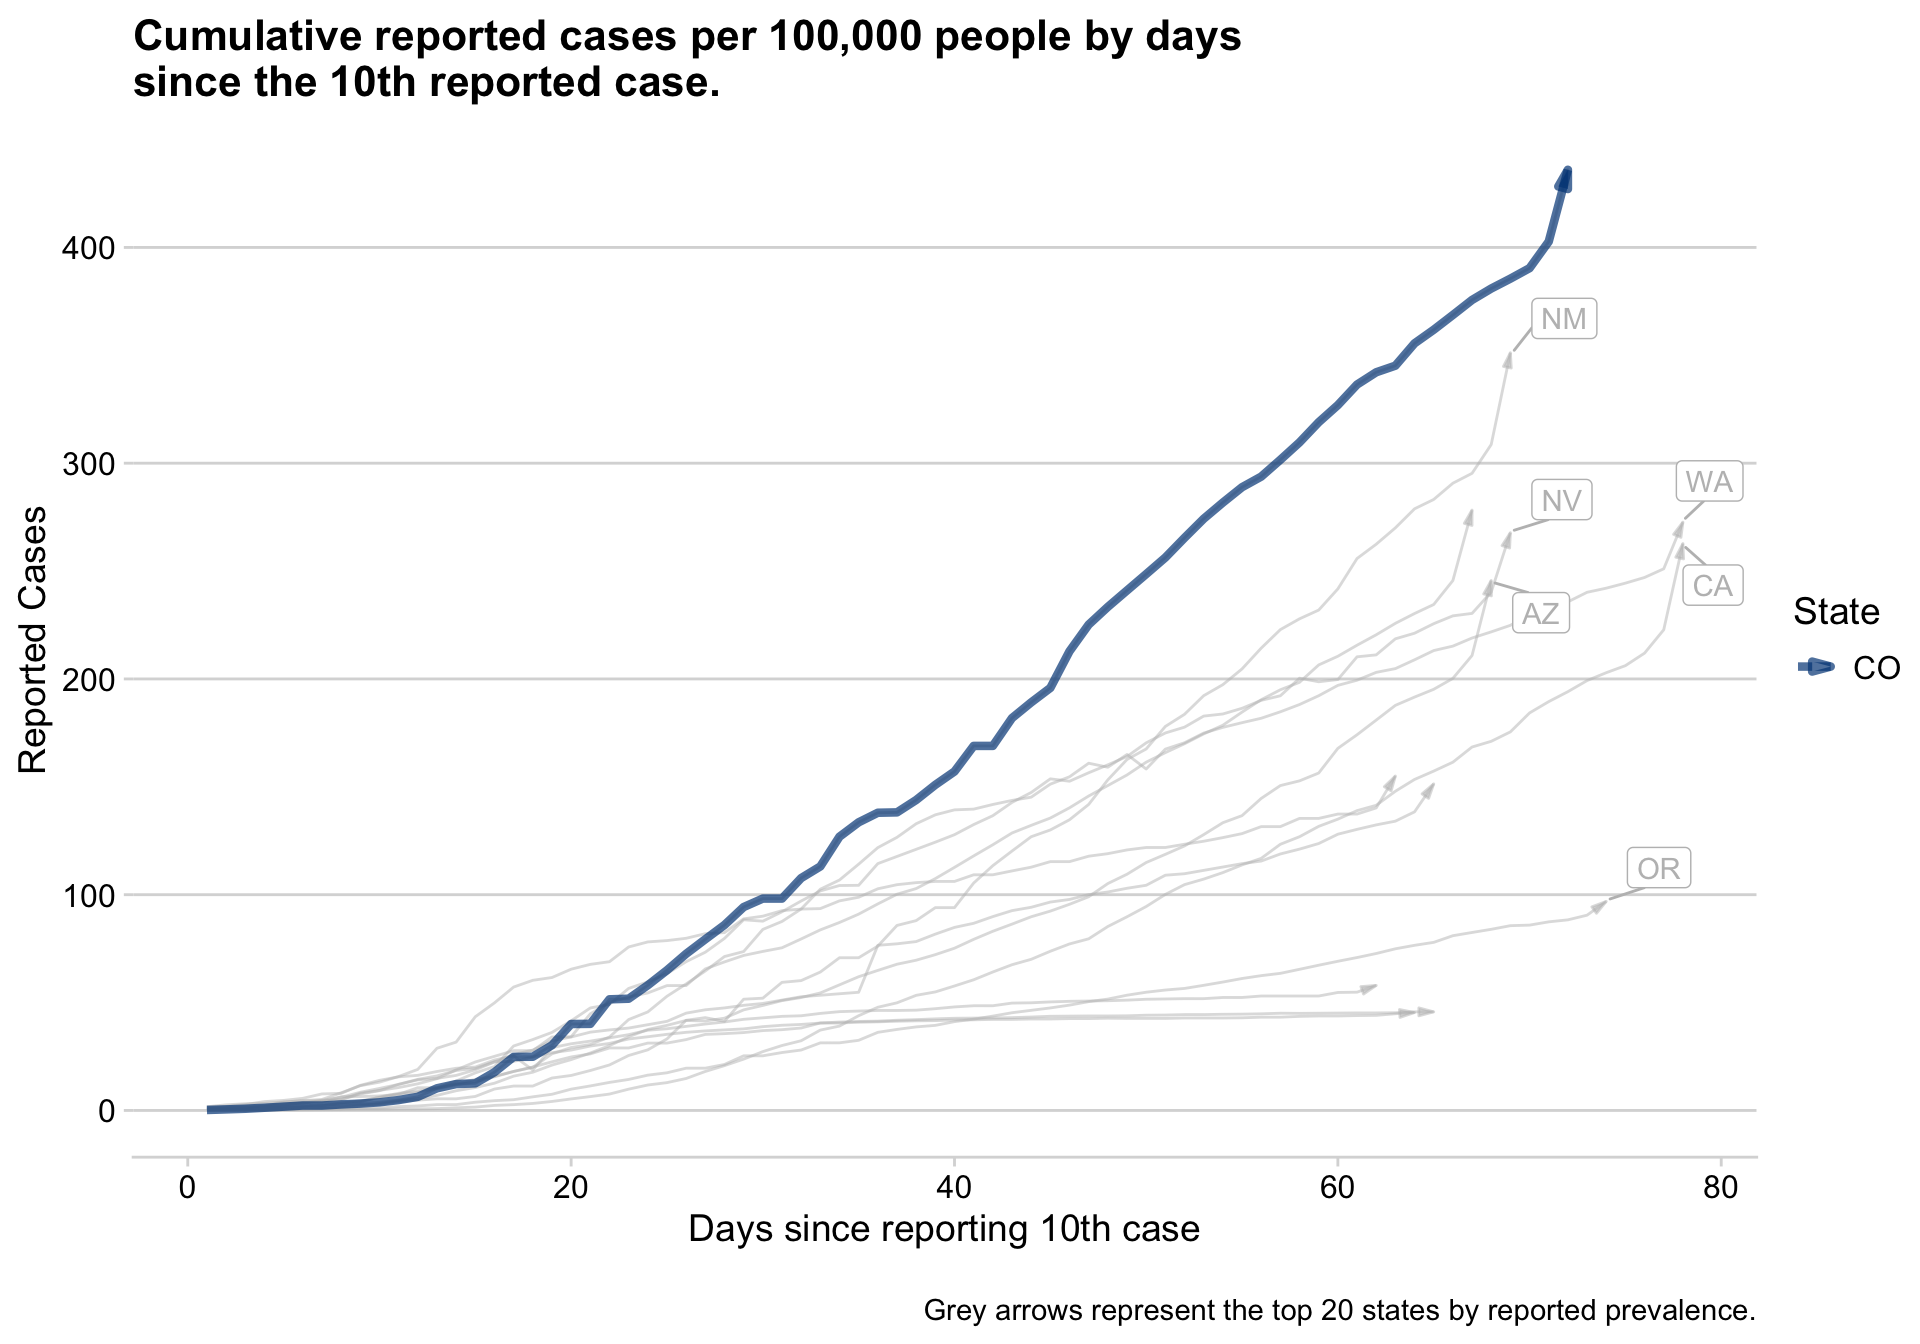 Cumulative reported cases per 100,000 people by days
since the 10th reported case.
400
300
200
100
0
Reported Cases
NM
WA
NV
CA
AZ
OR
State
CO
0
20
40
60
80
Days since reporting 10th case
Grey arrows represent the top 20 states by reported prevalence.